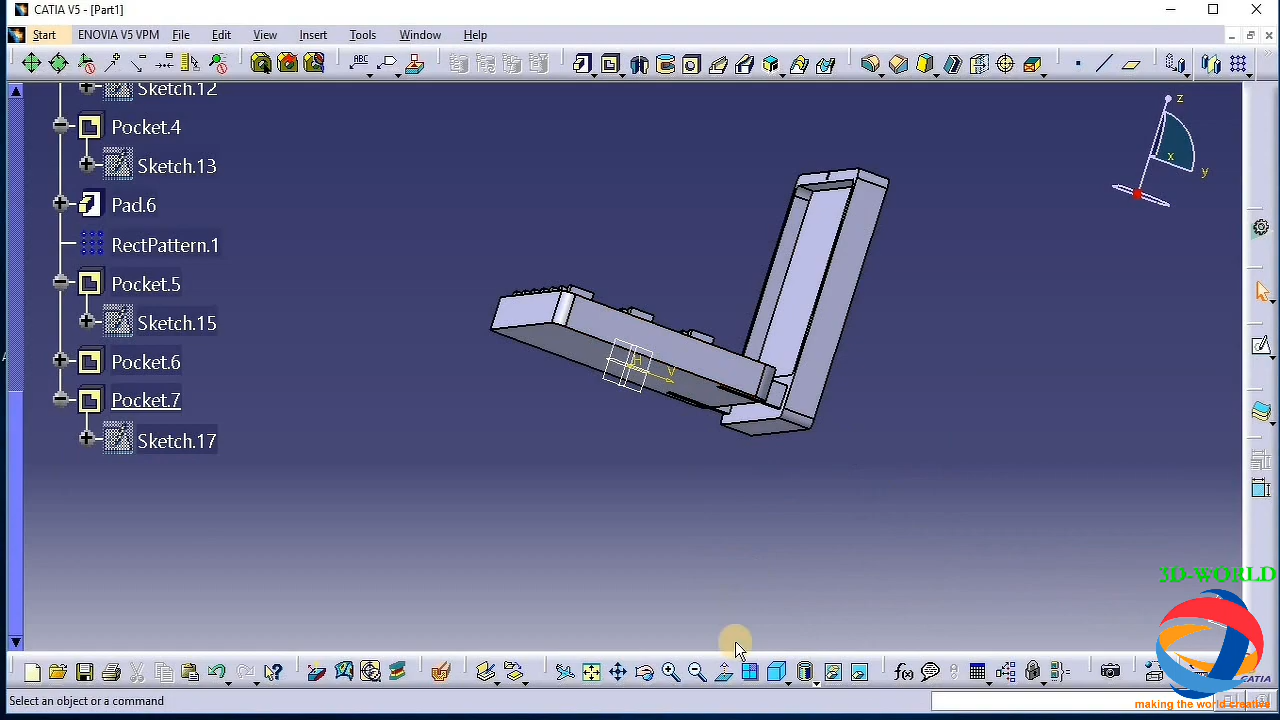 CATIA V5 - [Part1]
Start ENOVIA V5 VPM File Edit View Insert Tools Window Help
ABC
Sketch.12
Pocket.4
Sketch.13
Pad.6
RectPattern.1
Pocket.5
Sketch.15
Pocket.6
Pocket.7
Sketch.17
z
x
y
H
V
3D-WORLD
CATIA
making the world creative
f(x)
Select an object or a command